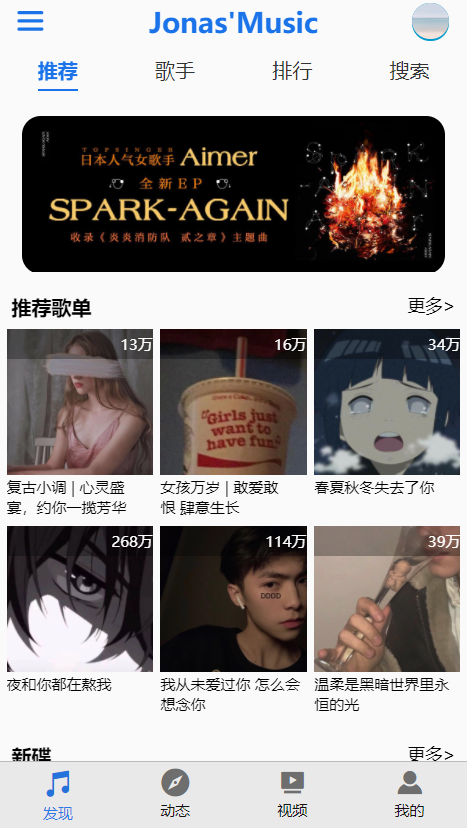 Jonas'Music
推荐 歌手 排行 搜索
TOPSINGER
日本人气女歌手 Aimer
全新EP
SPARK-AGAIN
收录《炎炎消防队 贰之章》主题曲
推荐歌单 更多>
13万 16万 34万
"Girls just
want to
have fun"
复古小调 | 心灵盛
宴，约你一揽芳华
女孩万岁 | 敢爱敢
恨 肆意生长
春夏秋冬失去了你
268万 114万 39万
DDDD
夜和你都在熬我
我从未爱过你 怎么会
想念你
温柔是黑暗世界里永
恒的光
新碟 更多>
发现 动态 视频 我的